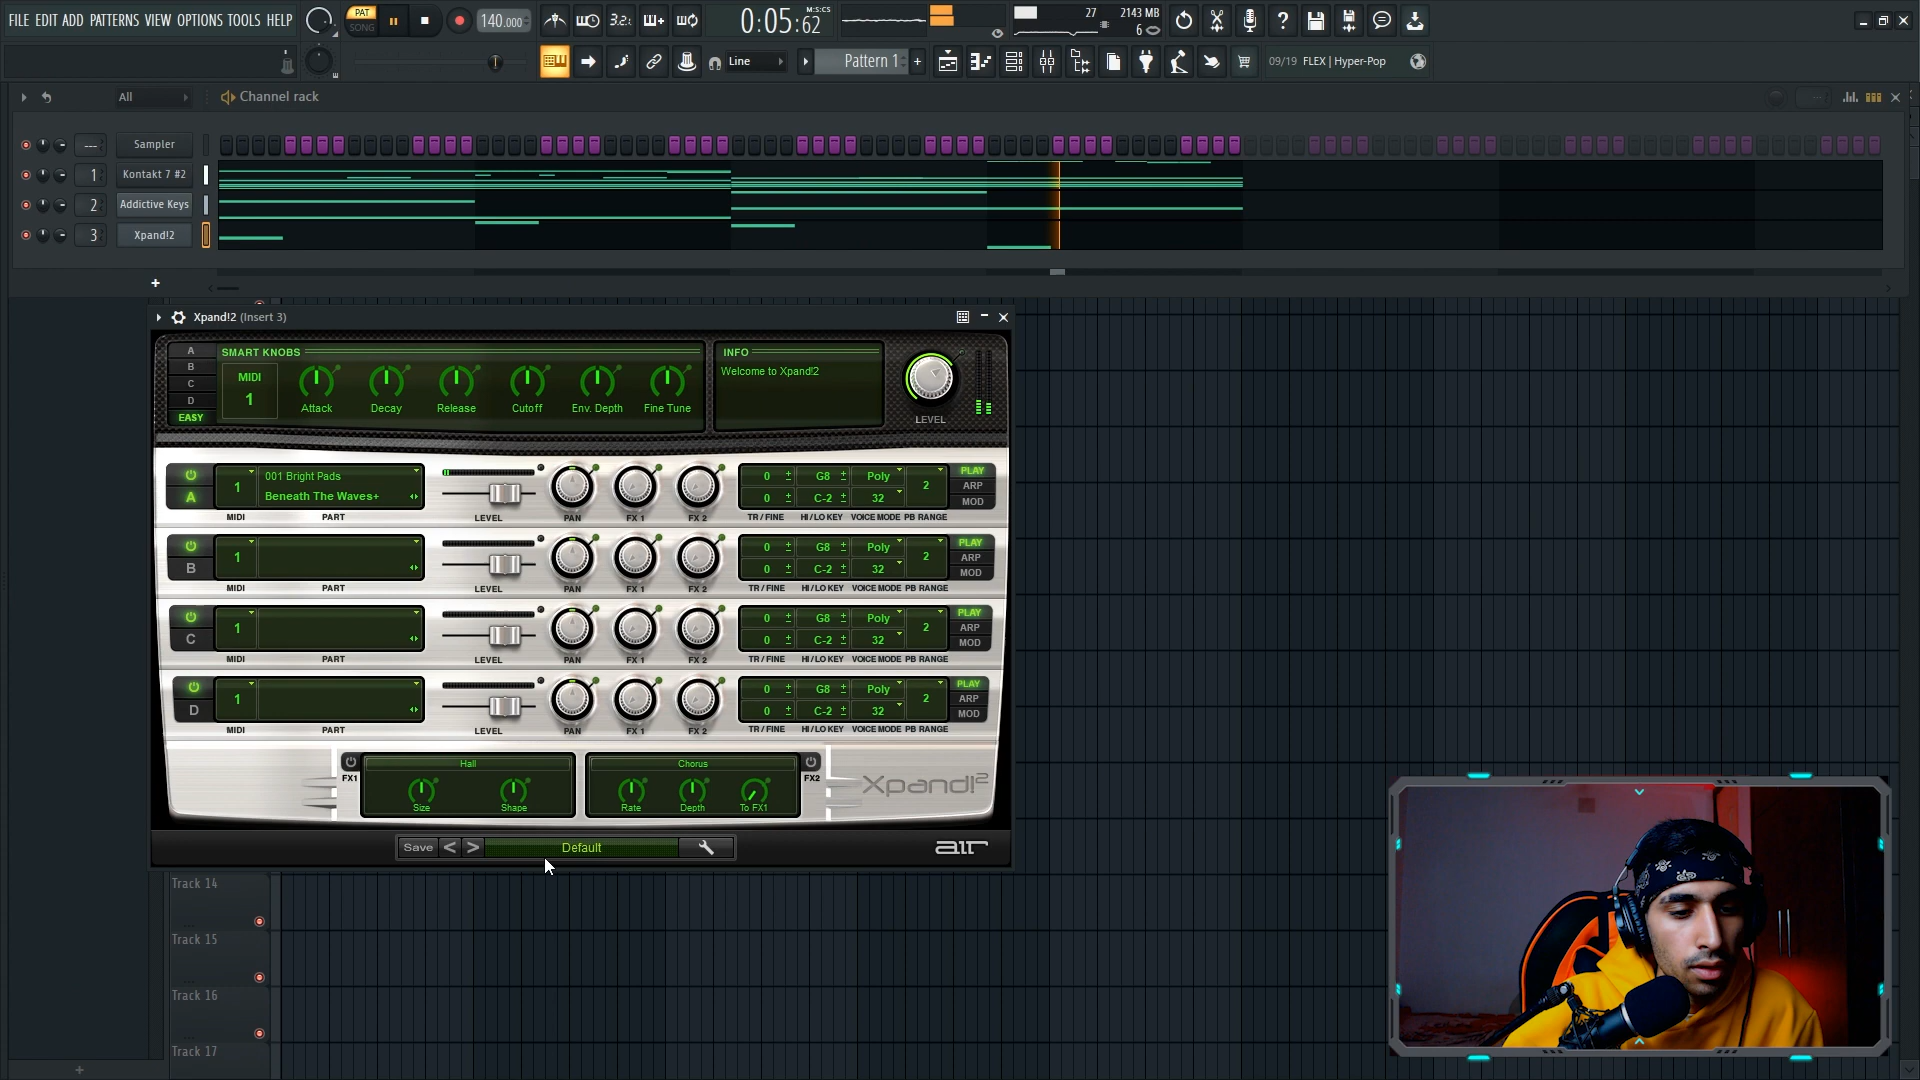 FILE EDIT ADD PATTERNS VIEW OPTIONS TOOLS HELP
PAT
SONG
140.000
3.2.
0:05:62
M:S:CS
27
2143 MB
6
Line
Pattern 1
+
09/19 FLEX | Hyper-Pop
All
Channel rack
--- Sampler
1 Kontakt 7 #2
2 Addictive Keys
3 Xpand!2
+
Xpand!2 (Insert 3)
A
B
C
D
EASY
SMART KNOBS
MIDI
1
Attack
Decay
Release
Cutoff
Env. Depth
Fine Tune
INFO
Welcome to Xpand!2
LEVEL
A
1
001 Bright Pads
Beneath The Waves+
0 G8 Poly 2
0 C-2 32
PLAY
ARP
MOD
MIDI PART LEVEL PAN FX 1 FX 2 TR / FINE HI / LO KEY VOICE MODE PB RANGE
B
1
0 G8 Poly 2
0 C-2 32
PLAY
ARP
MOD
MIDI PART LEVEL PAN FX 1 FX 2 TR / FINE HI / LO KEY VOICE MODE PB RANGE
C
1
0 G8 Poly 2
0 C-2 32
PLAY
ARP
MOD
MIDI PART LEVEL PAN FX 1 FX 2 TR / FINE HI / LO KEY VOICE MODE PB RANGE
D
1
0 G8 Poly 2
0 C-2 32
PLAY
ARP
MOD
MIDI PART LEVEL PAN FX 1 FX 2 TR / FINE HI / LO KEY VOICE MODE PB RANGE
FX1
Hall
Size
Shape
Chorus
Rate
Depth
To FX1
FX2
Xpand!2
Save < > Default
air
Track 14
Track 15
Track 16
Track 17
+